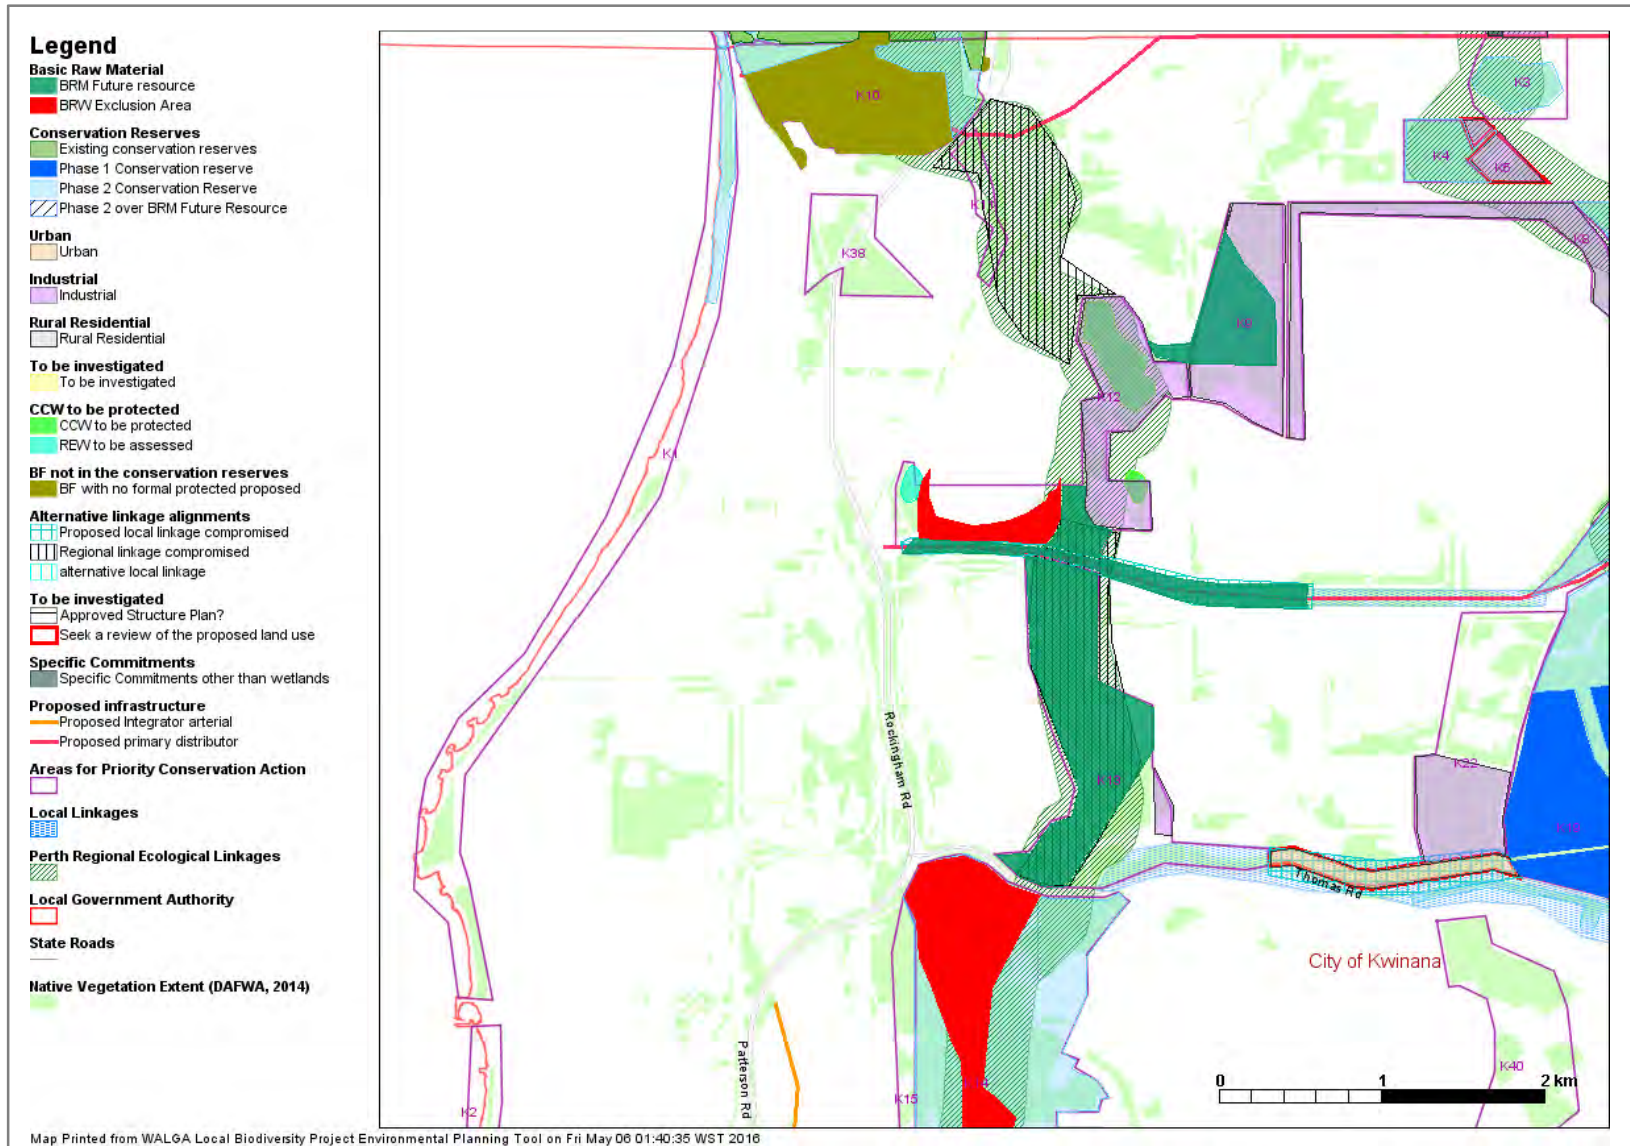 Legend
Basic Raw Material
BRM Future resource
BRW Exclusion Area
Conservation Reserves
Existing conservation reserves
Phase 1 Conservation reserve
Phase 2 Conservation Reserve
Phase 2 over BRM Future Resource
Urban
Urban
Industrial
Industrial
Rural Residential
Rural Residential
To be investigated
To be investigated
CCW to be protected
CCW to be protected
REW to be assessed
BF not in the conservation reserves
BF with no formal protected proposed
Alternative linkage alignments
Proposed local linkage compromised
Regional linkage compromised
alternative local linkage
To be investigated
Approved Structure Plan?
Seek a review of the proposed land use
Specific Commitments
Specific Commitments other than wetlands
Proposed infrastructure
Proposed Integrator arterial
Proposed primary distributor
Areas for Priority Conservation Action
Local Linkages
Perth Regional Ecological Linkages
Local Government Authority
State Roads
Native Vegetation Extent (DAFWA, 2014)
K10
K3
K4
K5
K38
K12
K1
K22
Rockingham Rd
Thomas Rd
City of Kwinana
Patterson Rd
K15
K40
K2
0
1
2 km
Map Printed from WALGA Local Biodiversity Project Environmental Planning Tool on Fri May 06 01:40:35 WST 2016